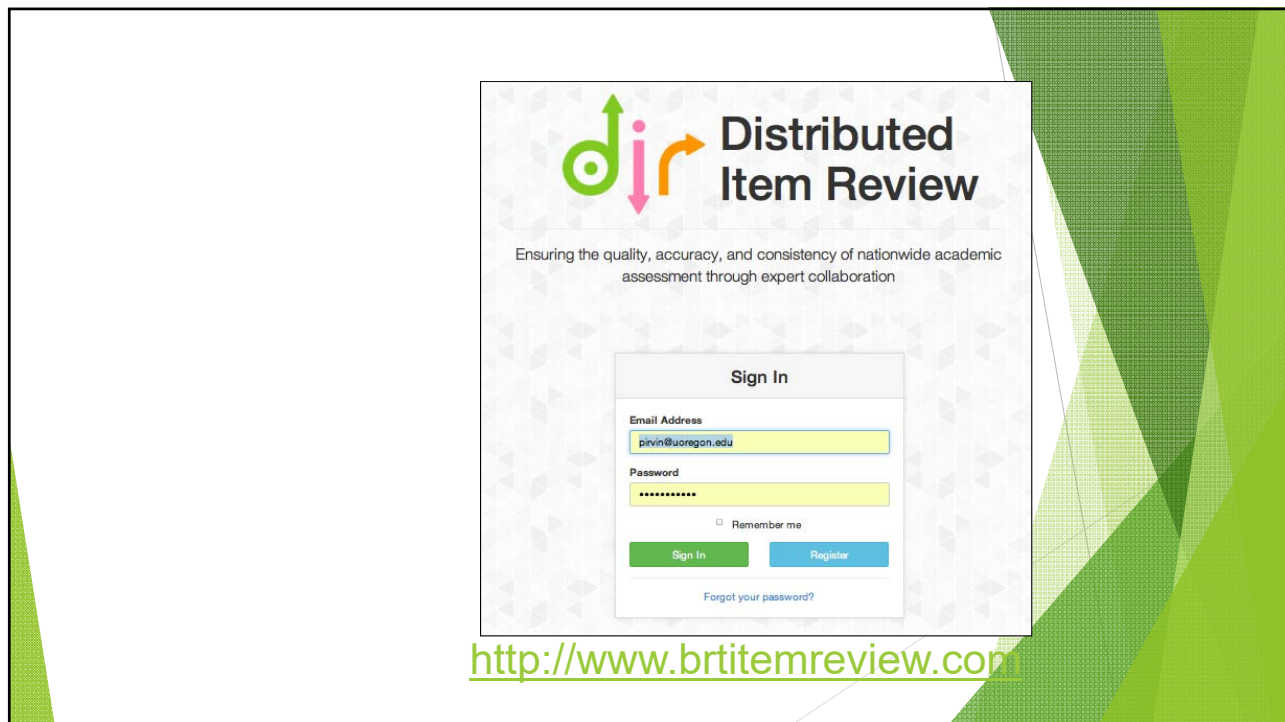 dir
Distributed
Item Review
Ensuring the quality, accuracy, and consistency of nationwide academic
assessment through expert collaboration
Sign In
Email Address
pirvin@uoregon.edu
Password
•••••••••••
Remember me
Sign In Register
Forgot your password?
http://www.brtitemreview.com